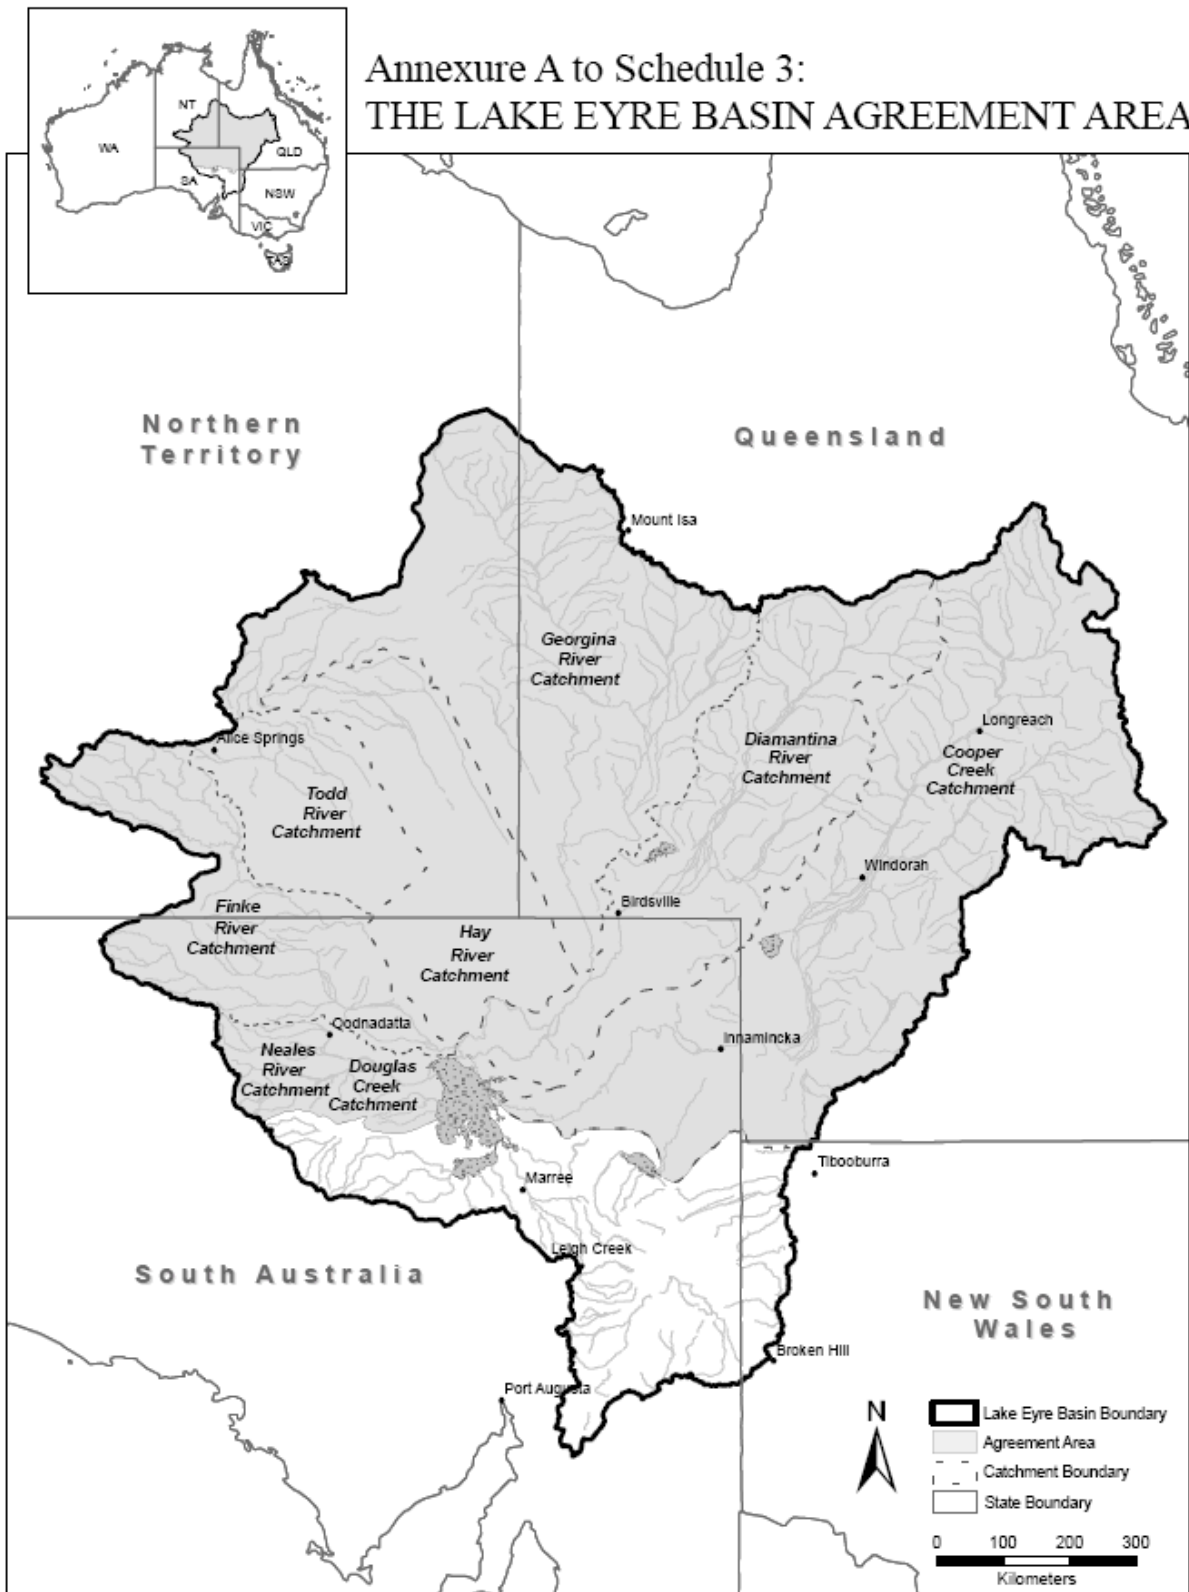 Annexure A to Schedule 3:
THE LAKE EYRE BASIN AGREEMENT AREA
NT
WA
QLD
SA
NSW
VIC
TAS
Northern
Territory
Queensland
Mount Isa
Georgina
River
Catchment
Longreach
Alice Springs
Diamantina
River
Catchment
Cooper
Creek
Catchment
Todd
River
Catchment
Windorah
Birdsville
Finke
River
Catchment
Hay
River
Catchment
Oodnadatta
Innamincka
Neales
River
Catchment
Douglas
Creek
Catchment
Tibooburra
Marree
Leigh Creek
South Australia
New South
Wales
Broken Hill
Port Augusta
N
Lake Eyre Basin Boundary
Agreement Area
Catchment Boundary
State Boundary
0 100 200 300
Kilometers